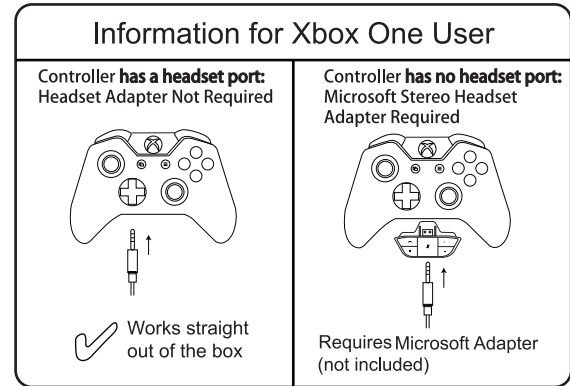 Information for Xbox One User
Controller has a headset port:
Headset Adapter Not Required
Works straight
out of the box
Controller has no headset port:
Microsoft Stereo Headset
Adapter Required
Requires Microsoft Adapter
(not included)